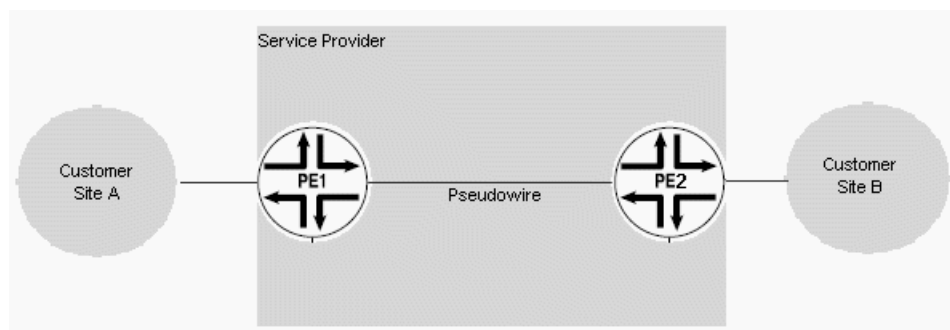 Service Provider
Customer
Site A
PE1
Pseudowire
PE2
Customer
Site B